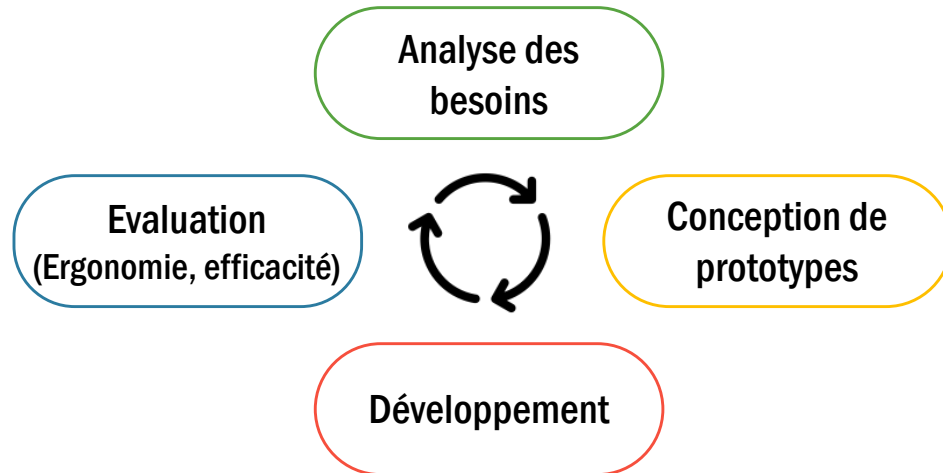 Analyse des
besoins
Evaluation
(Ergonomie, efficacité)
Conception de
prototypes
Développement